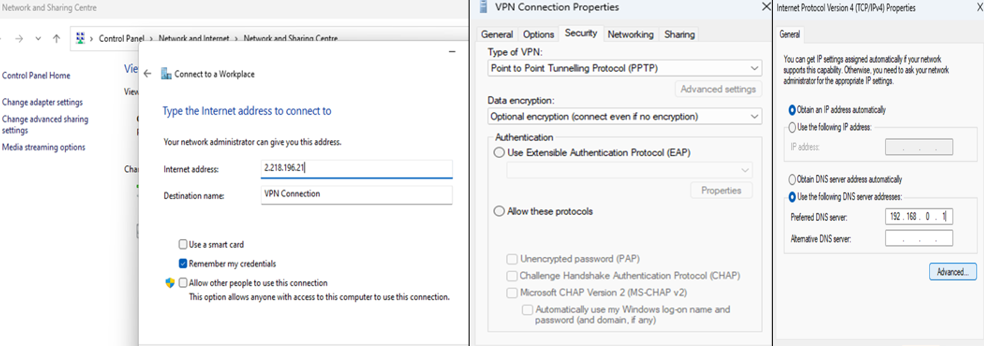 Network and Sharing Centre
Control Panel > Network and Internet > Network and Sharing Centre
Control Panel Home
Change adapter settings
Change advanced sharing
settings
Media streaming options
Connect to a Workplace
Type the Internet address to connect to
Your network administrator can give you this address.
Internet address: 2.218.196.21
Destination name: VPN Connection
Use a smart card
Remember my credentials
Allow other people to use this connection
This option allows anyone with access to this computer to use this connection.
VPN Connection Properties
General Options Security Networking Sharing
Type of VPN:
Point to Point Tunnelling Protocol (PPTP)
Advanced settings
Data encryption:
Optional encryption (connect even if no encryption)
Authentication
Use Extensible Authentication Protocol (EAP)
Properties
Allow these protocols
Unencrypted password (PAP)
Challenge Handshake Authentication Protocol (CHAP)
Microsoft CHAP Version 2 (MS-CHAP v2)
Automatically use my Windows log-on name and
password (and domain, if any)
Internet Protocol Version 4 (TCP/IPv4) Properties X
General
You can get IP settings assigned automatically if your network
supports this capability. Otherwise, you need to ask your network
administrator for the appropriate IP settings.
Obtain an IP address automatically
Use the following IP address:
IP address: . . .
Obtain DNS server address automatically
Use the following DNS server addresses:
Preferred DNS server: 192 . 168 . 0 . 1
Alternative DNS server: . . .
Advanced...